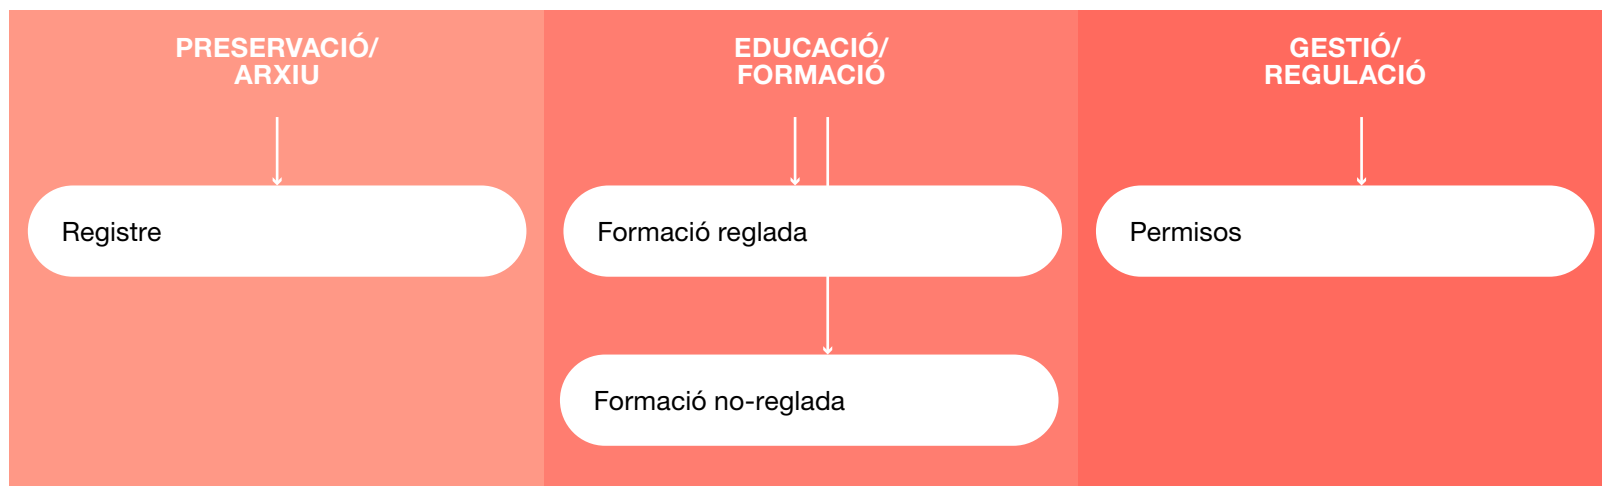 PRESERVACIÓ/
ARXIU
Registre
EDUCACIÓ/
FORMACIÓ
Formació reglada
Formació no-reglada
GESTIÓ/
REGULACIÓ
Permisos